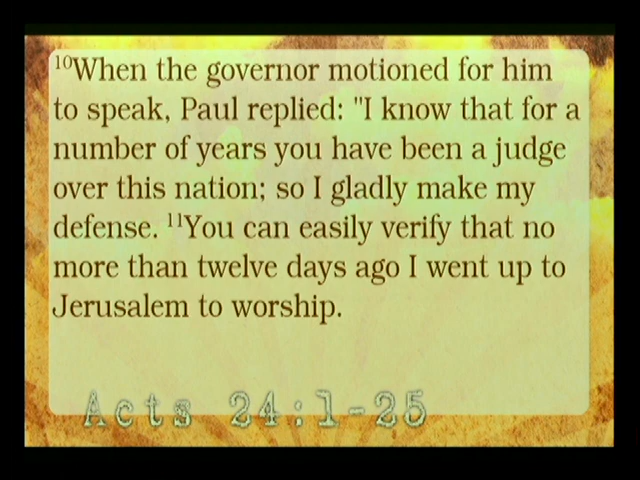 ¹⁰When the governor motioned for him
to speak, Paul replied: "I know that for a
number of years you have been a judge
over this nation; so I gladly make my
defense. ¹¹You can easily verify that no
more than twelve days ago I went up to
Jerusalem to worship.
Acts 24:1-25